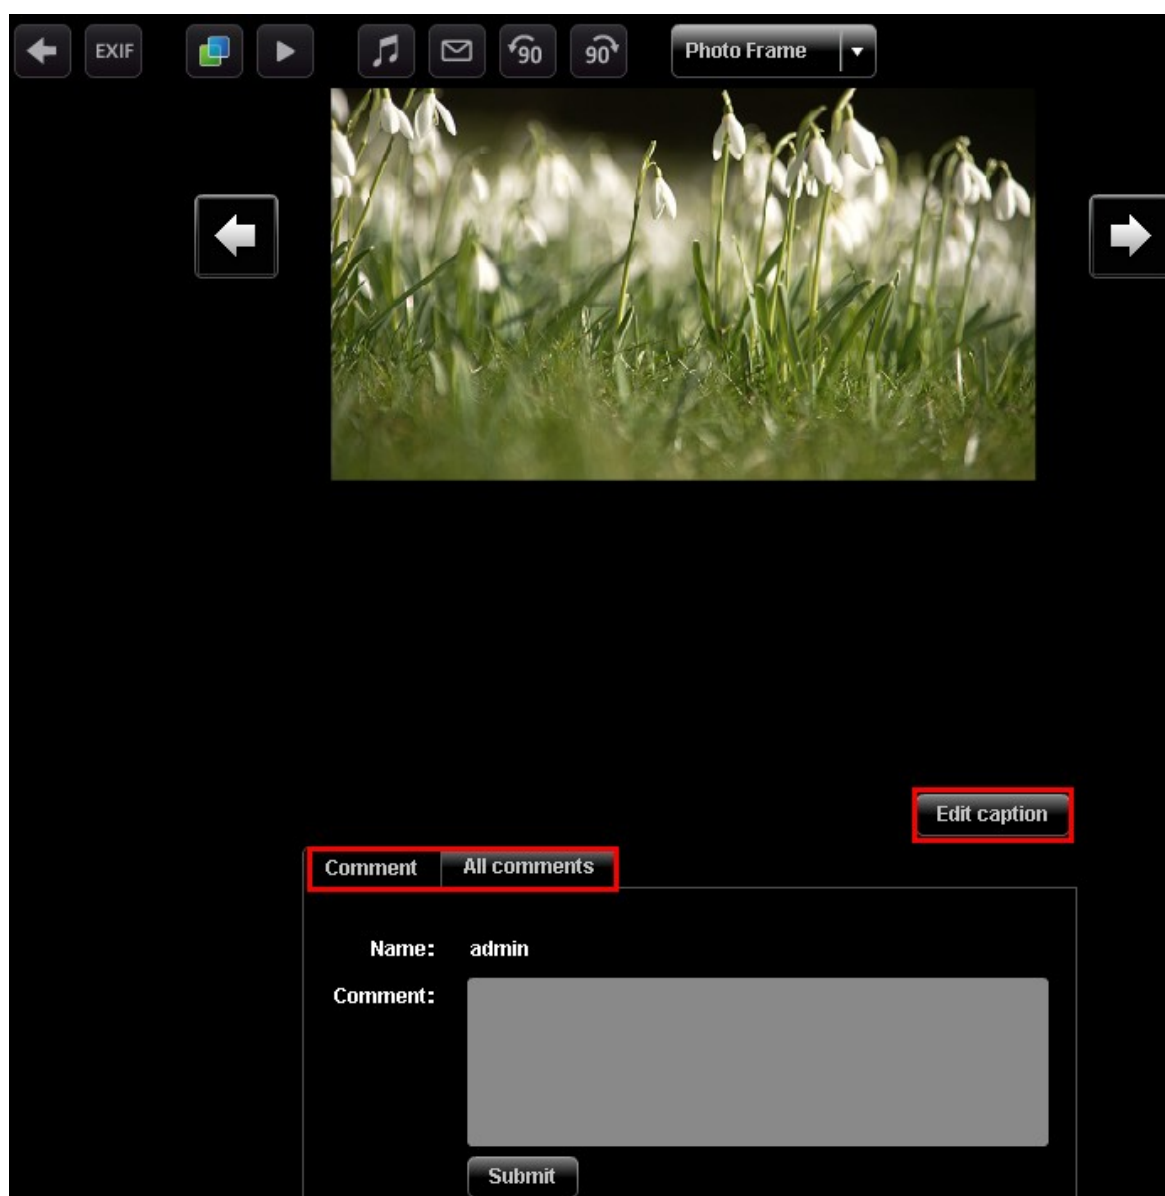 EXIF
90
90
Photo Frame
Edit caption
Comment
All comments
Name: admin
Comment:
Submit